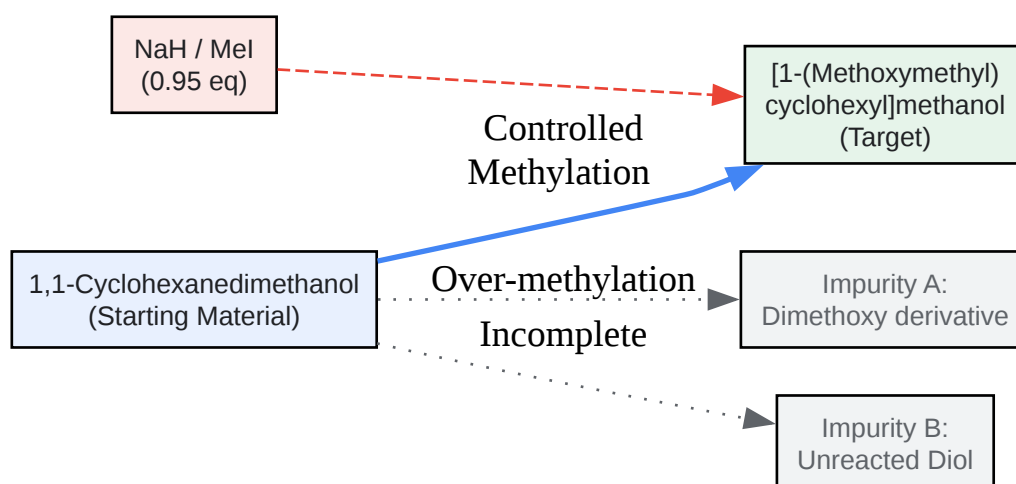 NaH / MeI
(0.95 eq)
[1-(Methoxymethyl)
cyclohexyl]methanol
(Target)
Controlled
Methylation
1,1-Cyclohexanedimethanol
(Starting Material)
Over-methylation
Incomplete
Impurity A:
Dimethoxy derivative
Impurity B:
Unreacted Diol